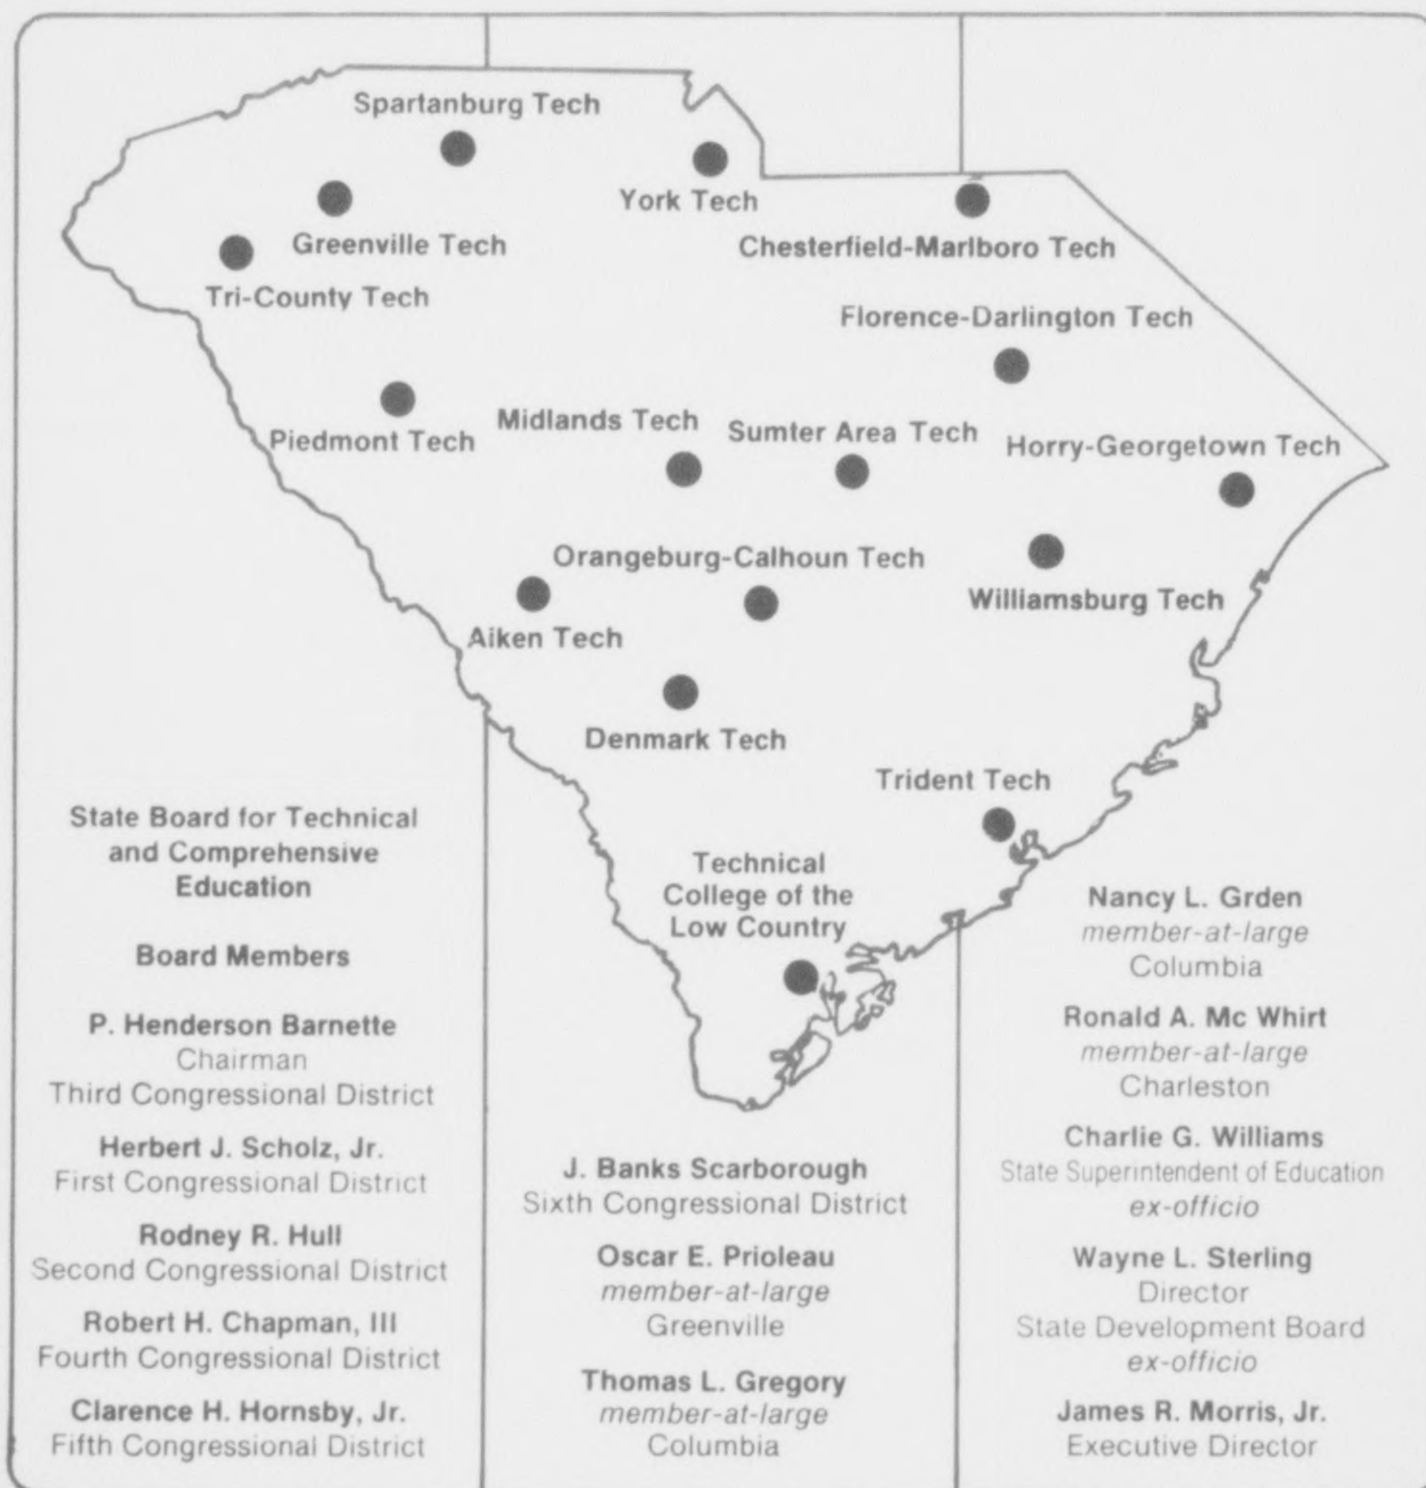 Spartanburg Tech
York Tech
Greenville Tech
Chesterfield-Marlboro Tech
Tri-County Tech
Florence-Darlington Tech
Midlands Tech
Sumter Area Tech
Piedmont Tech
Horry-Georgetown Tech
Orangeburg-Calhoun Tech
Williamsburg Tech
Aiken Tech
Denmark Tech
Trident Tech
Technical
College of the
Low Country
State Board for Technical
and Comprehensive
Education
Board Members
P. Henderson Barnette
Chairman
Third Congressional District
Herbert J. Scholz, Jr.
First Congressional District
Rodney R. Hull
Second Congressional District
Robert H. Chapman, III
Fourth Congressional District
Clarence H. Hornsby, Jr.
Fifth Congressional District
J. Banks Scarborough
Sixth Congressional District
Oscar E. Prioleau
member-at-large
Greenville
Thomas L. Gregory
member-at-large
Columbia
Nancy L. Grden
member-at-large
Columbia
Ronald A. Mc Whirt
member-at-large
Charleston
Charlie G. Williams
State Superintendent of Education
ex-officio
Wayne L. Sterling
Director
State Development Board
ex-officio
James R. Morris, Jr.
Executive Director